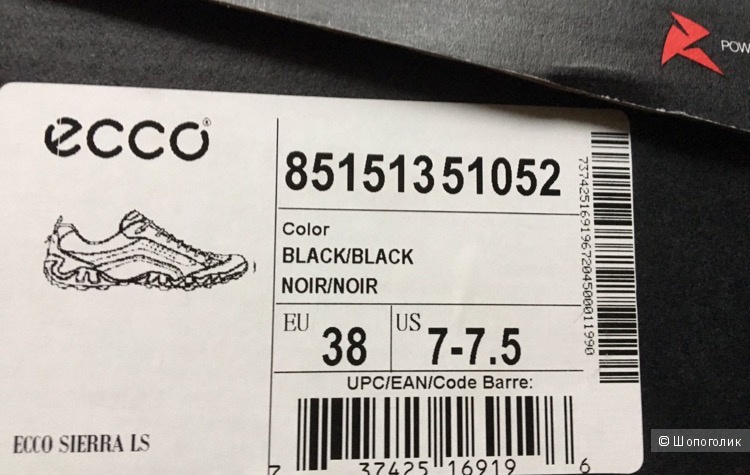 POW
ecco®
85151351052
Color
BLACK/BLACK
NOIR/NOIR
EU 38
US 7-7.5
UPC/EAN/Code Barre:
7 37425 16919 6
ECCO SIERRA LS
7374251691967204500011990
© Шопоголик